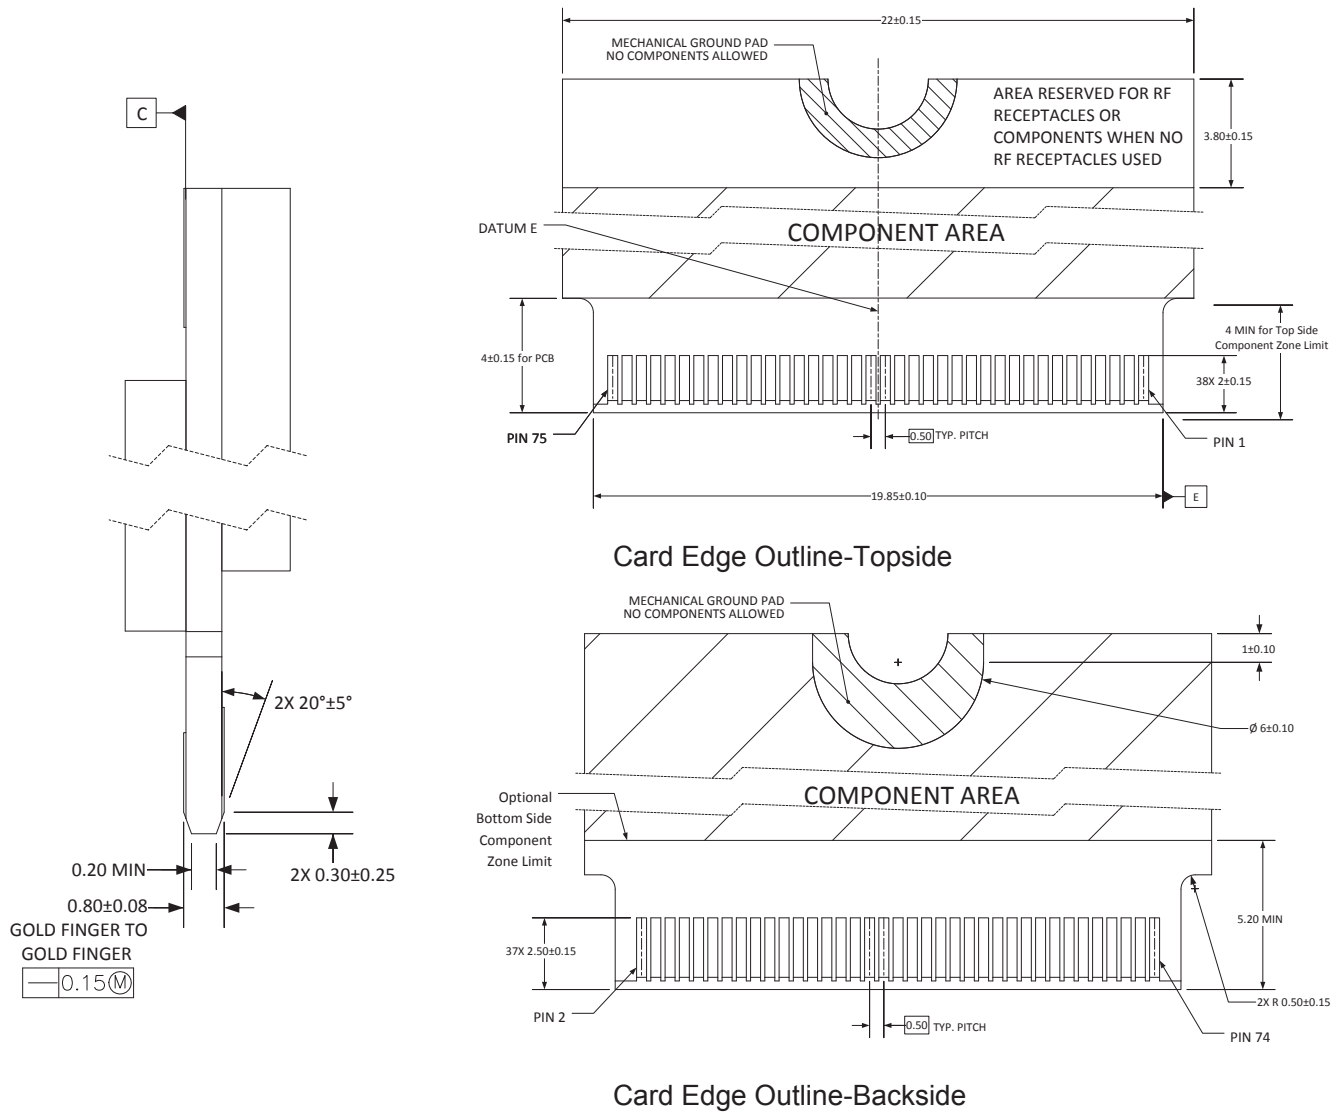 C
2X 20°±5°
0.20 MIN
2X 0.30±0.25
0.80±0.08
GOLD FINGER TO
GOLD FINGER
0.15Ⓜ
22±0.15
MECHANICAL GROUND PAD
NO COMPONENTS ALLOWED
AREA RESERVED FOR RF
RECEPTACLES OR
COMPONENTS WHEN NO
RF RECEPTACLES USED
3.80±0.15
DATUM E
COMPONENT AREA
4±0.15 for PCB
4 MIN for Top Side
Component Zone Limit
38X 2±0.15
PIN 75
0.50 TYP. PITCH
PIN 1
19.85±0.10
E
Card Edge Outline-Topside
MECHANICAL GROUND PAD
NO COMPONENTS ALLOWED
1±0.10
Ø 6±0.10
COMPONENT AREA
Optional
Bottom Side
Component
Zone Limit
5.20 MIN
37X 2.50±0.15
2X R 0.50±0.15
PIN 2
0.50 TYP. PITCH
PIN 74
Card Edge Outline-Backside